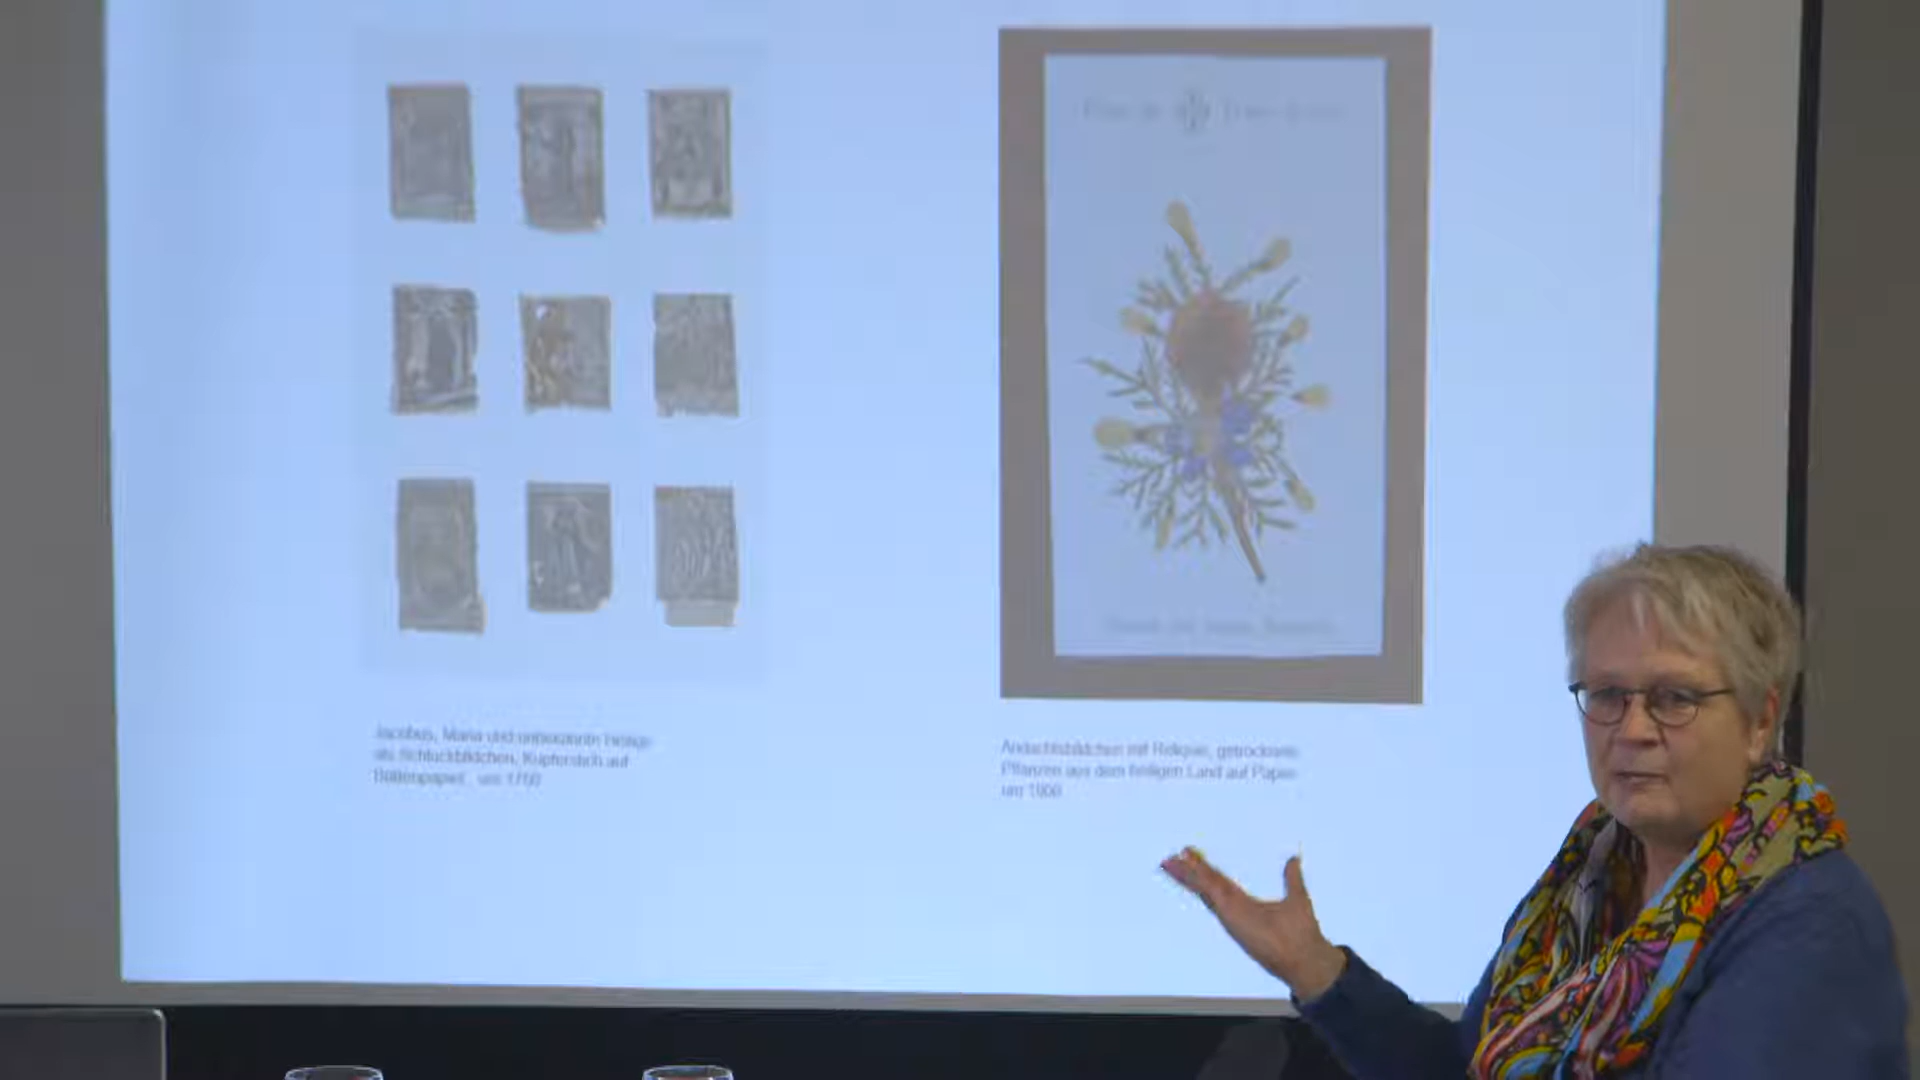 Jacobus, Maria und unbekannte Heilige
als Schluckbildchen, Kupferstich auf
Büttenpapier, um 1750
Andachtsbildchen mit Reliquie, getrocknete
Pflanzen aus dem heiligen Land auf Papier
um 1900